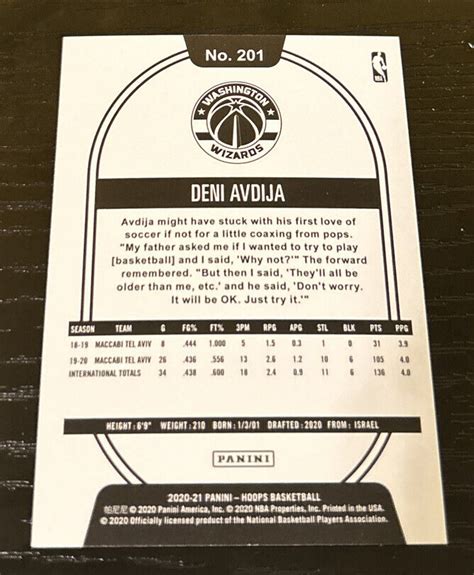 No. 201
NBA
WASHINGTON
WIZARDS
DENI AVDIJA
Avdija might have stuck with his first love of
soccer if not for a little coaxing from pops.
"My father asked me if I wanted to try to play
[basketball] and I said, 'Why not?'" The forward
remembered. "But then I said, 'They'll all be
older than me, etc.' and he said, 'Don't worry.
It will be OK. Just try it.'"
SEASON TEAM G FG% FT% 3PM RPG APG STL BLK PTS PPG
18-19 MACCABI TEL AVIV 8 .444 1.000 5 1.5 0.3 1 0 31 3.9
19-20 MACCABI TEL AVIV 26 .436 .556 13 2.6 1.2 10 6 105 4.0
INTERNATIONAL TOTALS 34 .438 .600 18 2.4 0.9 11 6 136 4.0
HEIGHT: 6'9" WEIGHT: 210 BORN: 1/3/01 DRAFTED: 2020 FROM: ISRAEL
PANINI
2020-21 PANINI – HOOPS BASKETBALL
帕尼尼 © 2020 Panini America, Inc. © 2020 NBA Properties, Inc. Printed in the USA.
© 2020 Officially licensed product of the National Basketball Players Association.